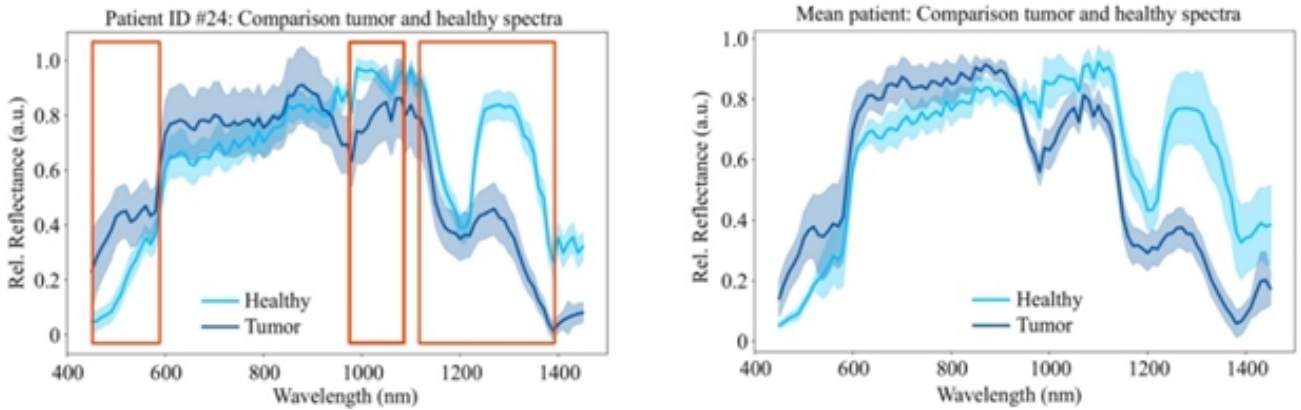 Patient ID #24: Comparison tumor and healthy spectra
Rel. Reflectance (a.u.)
1.0
0.8
0.6
0.4
0.2
0
Healthy
Tumor
400 600 800 1000 1200 1400
Wavelength (nm)
Mean patient: Comparison tumor and healthy spectra
Rel. Reflectance (a.u.)
1.0
0.8
0.6
0.4
0.2
0
Healthy
Tumor
400 600 800 1000 1200 1400
Wavelength (nm)